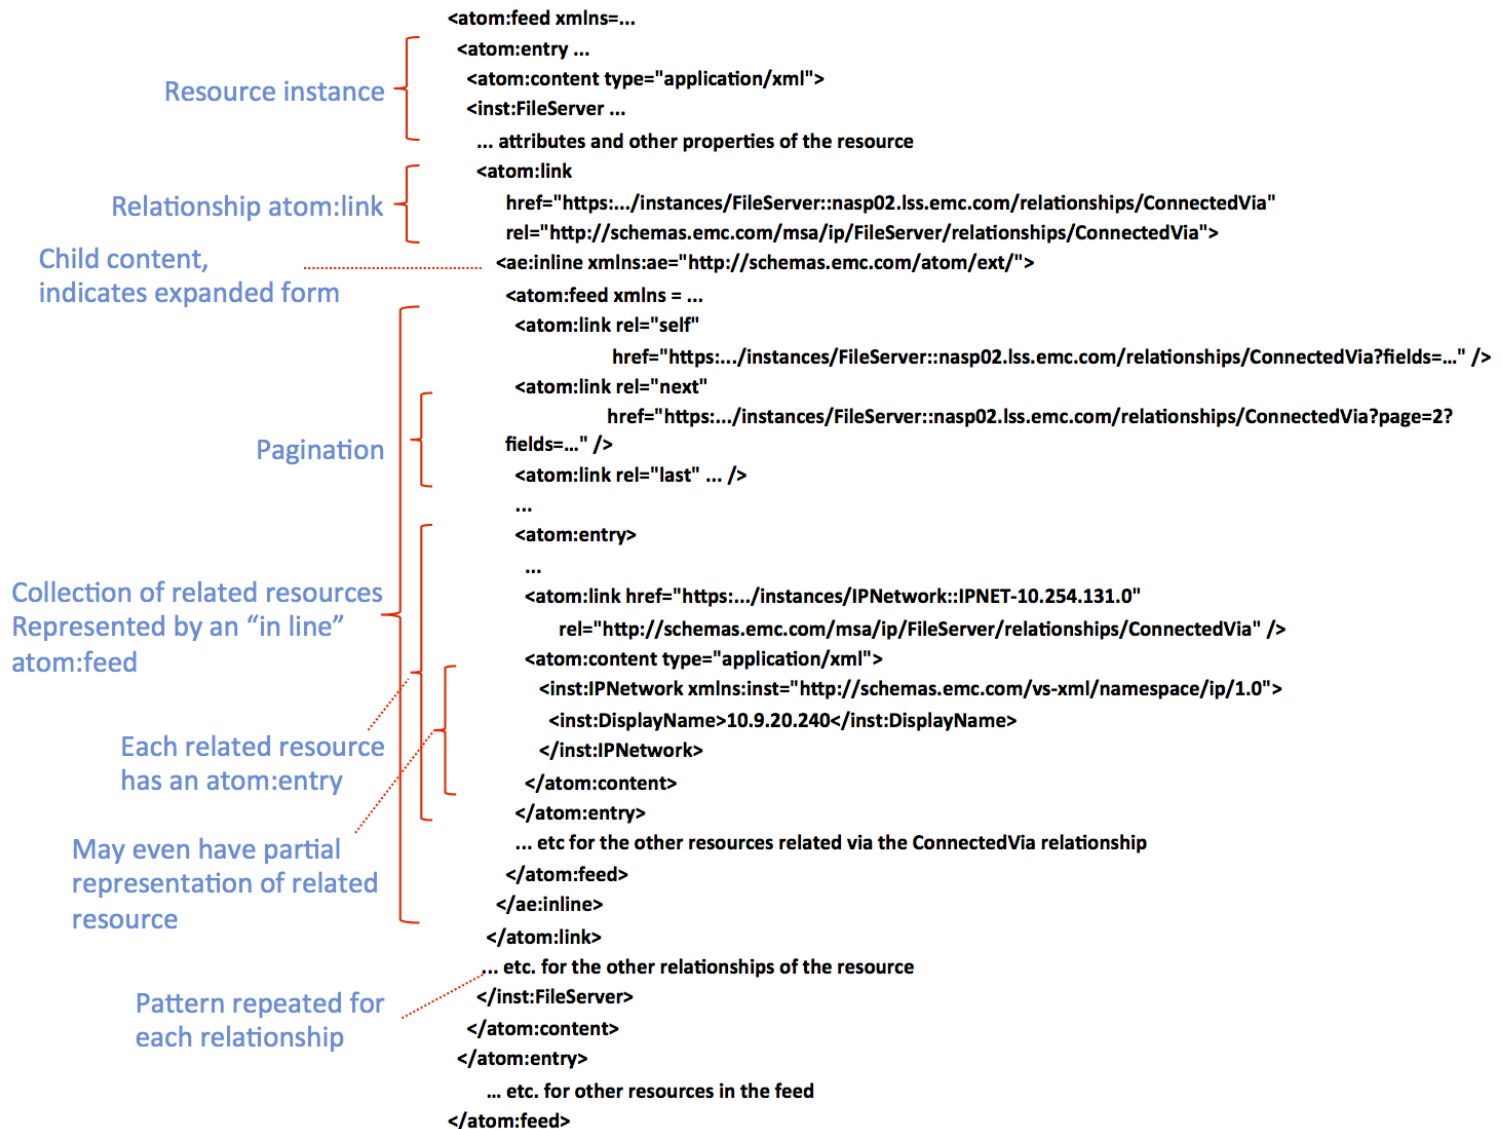 <atom:feed xmlns=...
<atom:entry ...
<atom:content type="application/xml">
Resource instance
<inst:FileServer ...
... attributes and other properties of the resource
<atom:link
Relationship atom:link
href="https:.../instances/FileServer::nasp02.lss.emc.com/relationships/ConnectedVia"
rel="http://schemas.emc.com/msa/ip/FileServer/relationships/ConnectedVia">
Child content,
indicates expanded form
<ae:inline xmlns:ae="http://schemas.emc.com/atom/ext/">
<atom:feed xmlns = ...
<atom:link rel="self"
href="https:.../instances/FileServer::nasp02.lss.emc.com/relationships/ConnectedVia?fields=..." />
<atom:link rel="next"
href="https:.../instances/FileServer::nasp02.lss.emc.com/relationships/ConnectedVia?page=2?
fields=..." />
Pagination
<atom:link rel="last" ... />
...
<atom:entry>
...
Collection of related resources
Represented by an “in line”
atom:feed
<atom:link href="https:.../instances/IPNetwork::IPNET-10.254.131.0"
rel="http://schemas.emc.com/msa/ip/FileServer/relationships/ConnectedVia" />
<atom:content type="application/xml">
<inst:IPNetwork xmlns:inst="http://schemas.emc.com/vs-xml/namespace/ip/1.0">
<inst:DisplayName>10.9.20.240</inst:DisplayName>
</inst:IPNetwork>
Each related resource
has an atom:entry
</atom:content>
</atom:entry>
... etc for the other resources related via the ConnectedVia relationship
May even have partial
representation of related
resource
</atom:feed>
</ae:inline>
</atom:link>
... etc. for the other relationships of the resource
Pattern repeated for
each relationship
</inst:FileServer>
</atom:content>
</atom:entry>
... etc. for other resources in the feed
</atom:feed>